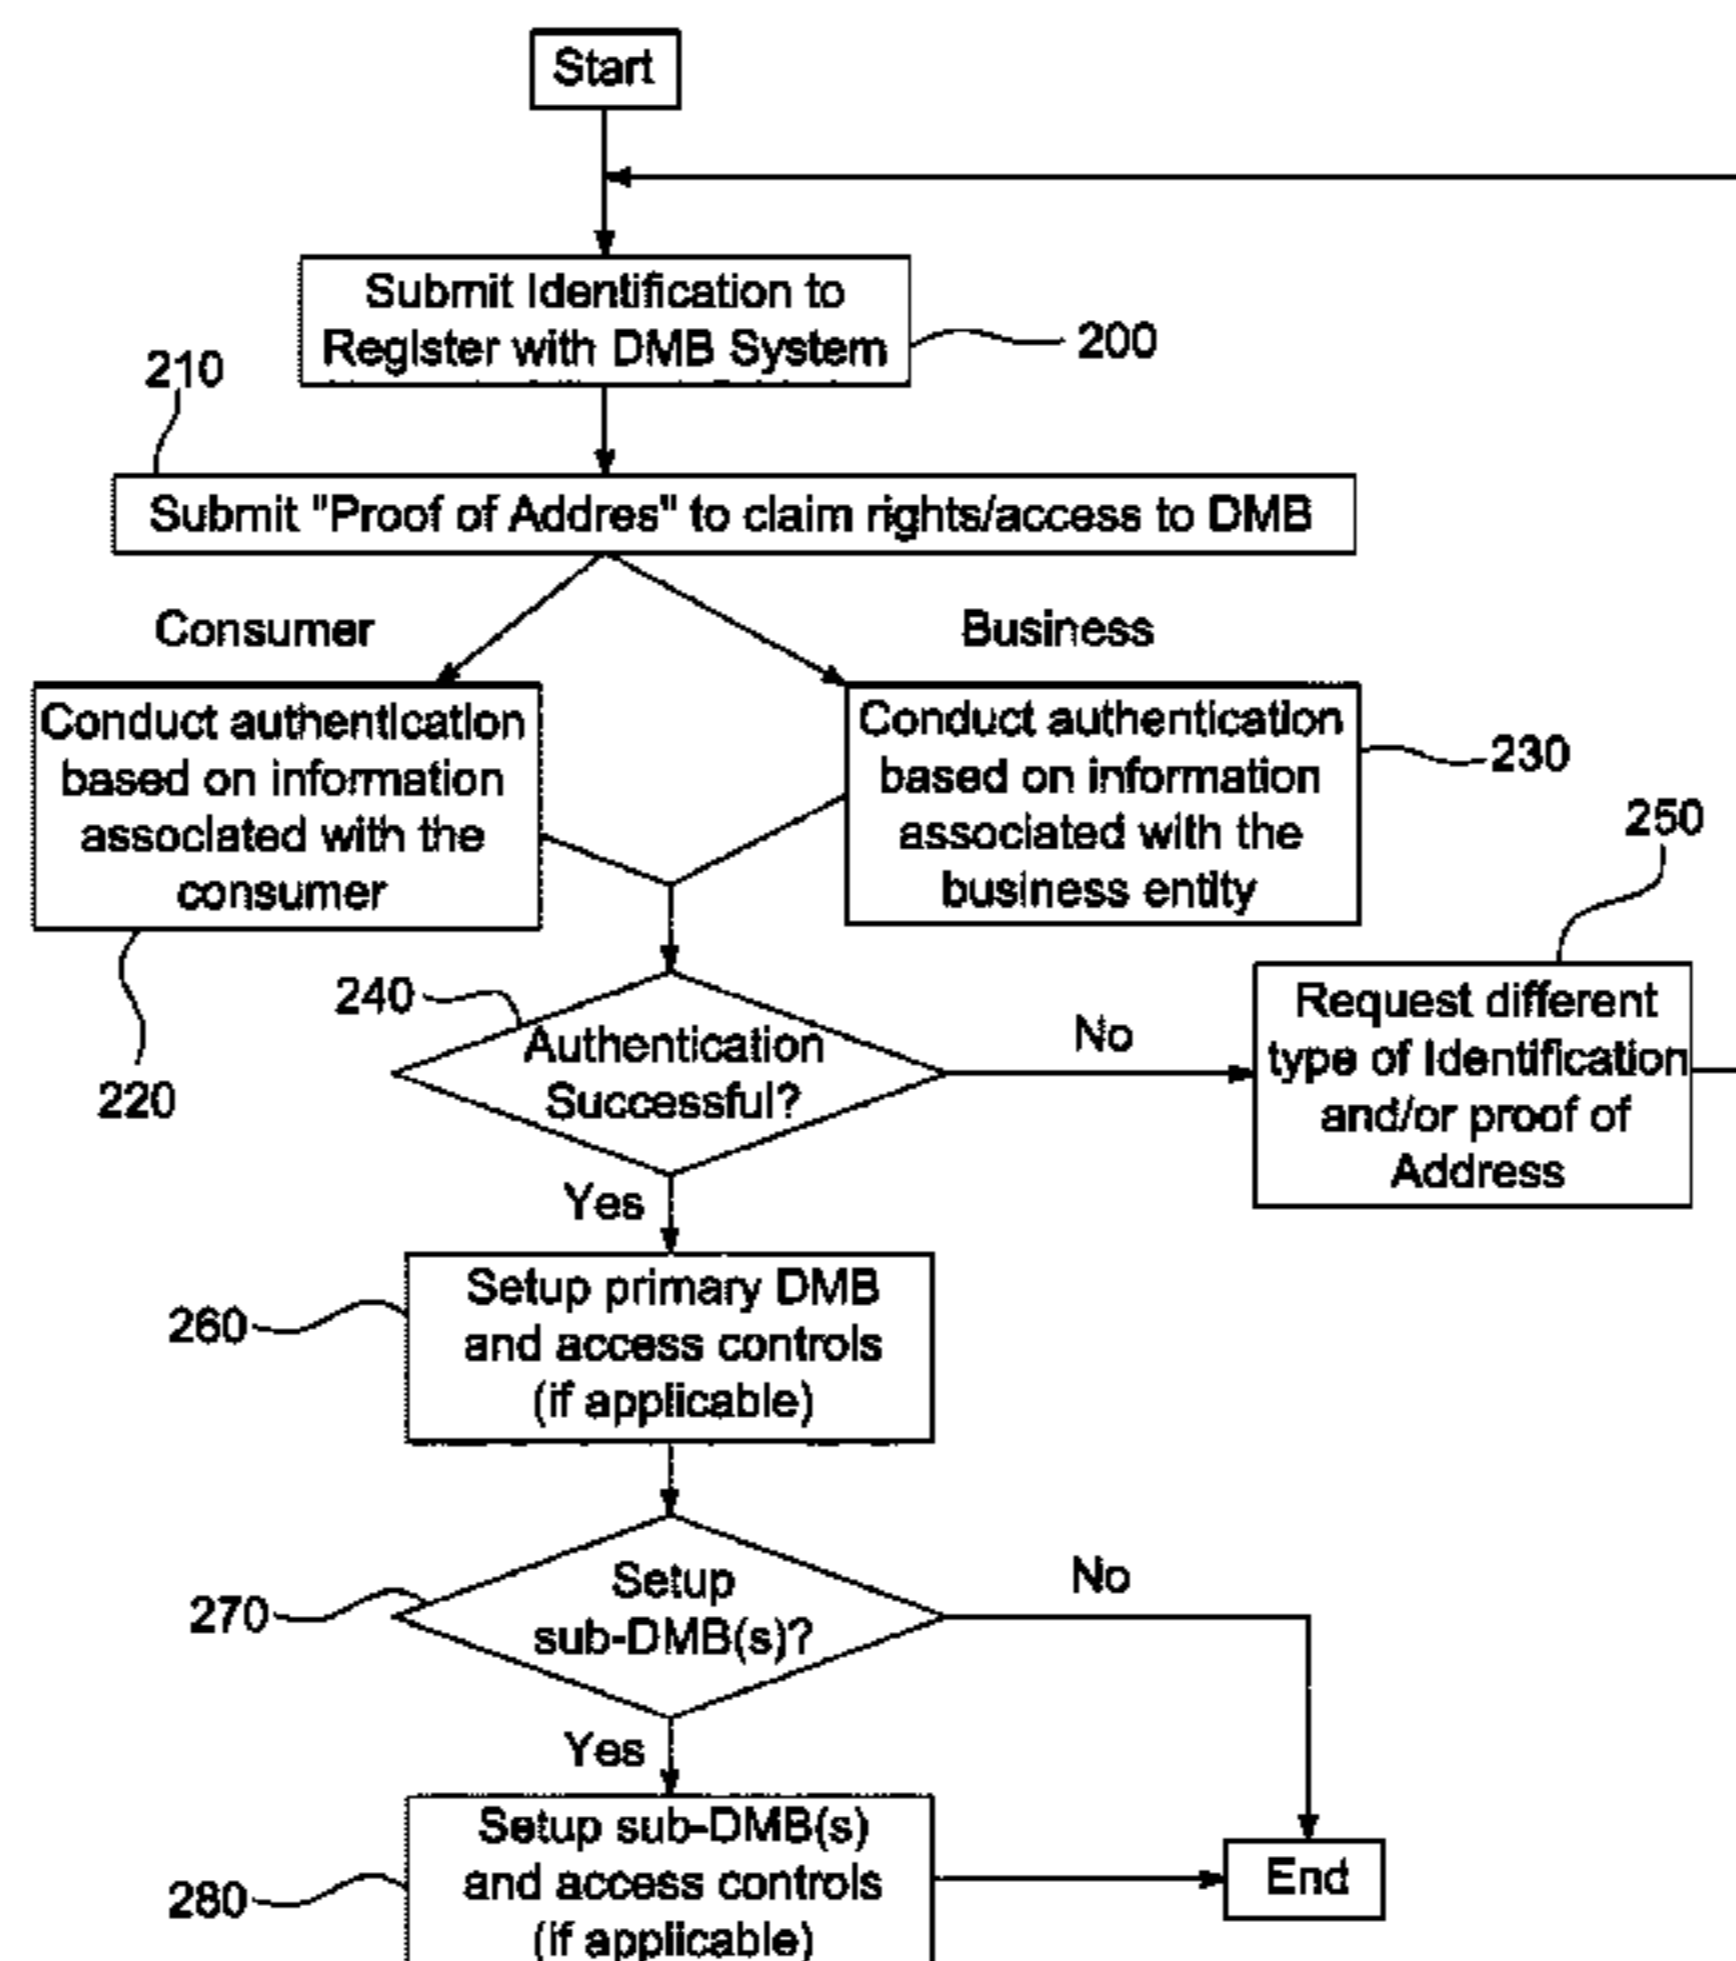 Start
Submit Identification to
Register with DMB System
200
210
Submit "Proof of Addres" to claim rights/access to DMB
Consumer
Business
Conduct authentication
based on information
associated with the
consumer
220
Conduct authentication
based on information
associated with the
business entity
230
240
Authentication
Successful?
No
250
Request different
type of Identification
and/or proof of
Address
Yes
260
Setup primary DMB
and access controls
(if applicable)
270
Setup
sub-DMB(s)?
No
Yes
280
Setup sub-DMB(s)
and access controls
(if applicable)
End